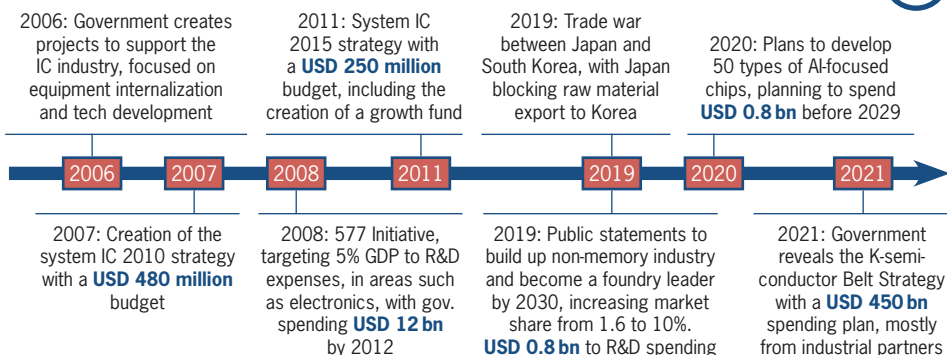 2006: Government creates
projects to support the
IC industry, focused on
equipment internalization
and tech development
2011: System IC
2015 strategy with
a USD 250 million
budget, including the
creation of a growth fund
2019: Trade war
between Japan and
South Korea, with Japan
blocking raw material
export to Korea
2020: Plans to develop
50 types of AI-focused
chips, planning to spend
USD 0.8 bn before 2029
2006
2007
2008
2011
2019
2020
2021
2007: Creation of the
system IC 2010 strategy
with a USD 480 million
budget
2008: 577 Initiative,
targeting 5% GDP to R&D
expenses, in areas such
as electronics, with gov.
spending USD 12 bn
by 2012
2019: Public statements to
build up non-memory industry
and become a foundry leader
by 2030, increasing market
share from 1.6 to 10%.
USD 0.8 bn to R&D spending
2021: Government
reveals the K-semi-
conductor Belt Strategy
with a USD 450 bn
spending plan, mostly
from industrial partners